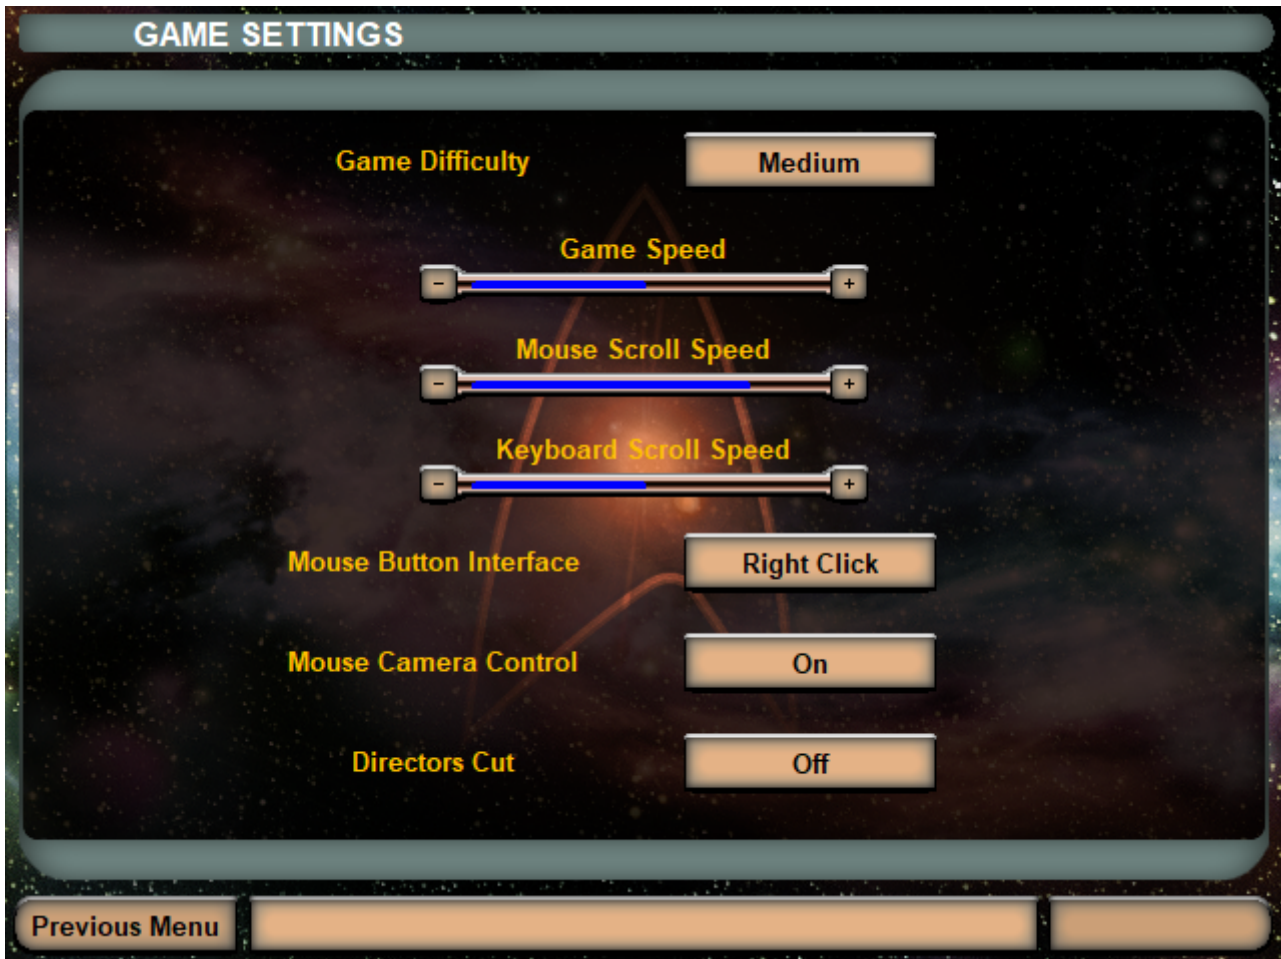 GAME SETTINGS
Game Difficulty Medium
Game Speed
- +
Mouse Scroll Speed
- +
Keyboard Scroll Speed
- +
Mouse Button Interface Right Click
Mouse Camera Control On
Directors Cut Off
Previous Menu